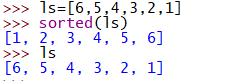 >>> ls=[6,5,4,3,2,1]
>>> sorted(ls)
[1, 2, 3, 4, 5, 6]
>>> ls
[6, 5, 4, 3, 2, 1]